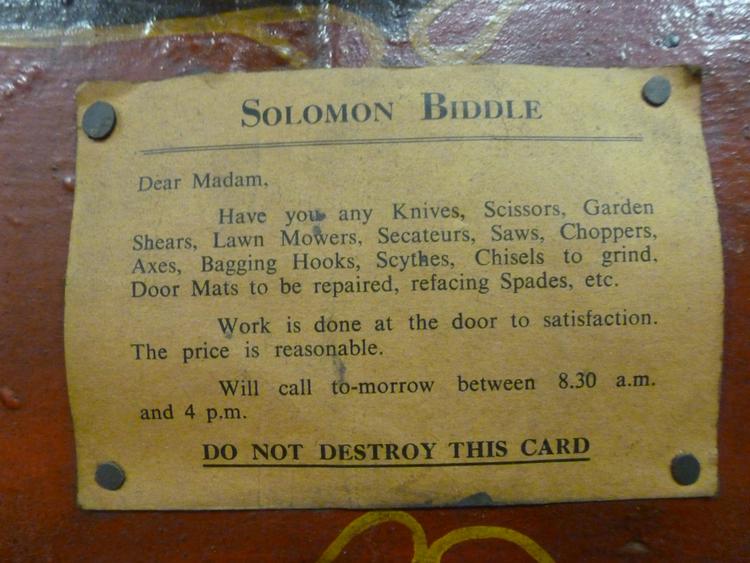 SOLOMON BIDDLE
Dear Madam,
Have you any Knives, Scissors, Garden
Shears, Lawn Mowers, Secateurs, Saws, Choppers,
Axes, Bagging Hooks, Scythes, Chisels to grind.
Door Mats to be repaired, refacing Spades, etc.
Work is done at the door to satisfaction.
The price is reasonable.
Will call to-morrow between 8.30 a.m.
and 4 p.m.
DO NOT DESTROY THIS CARD